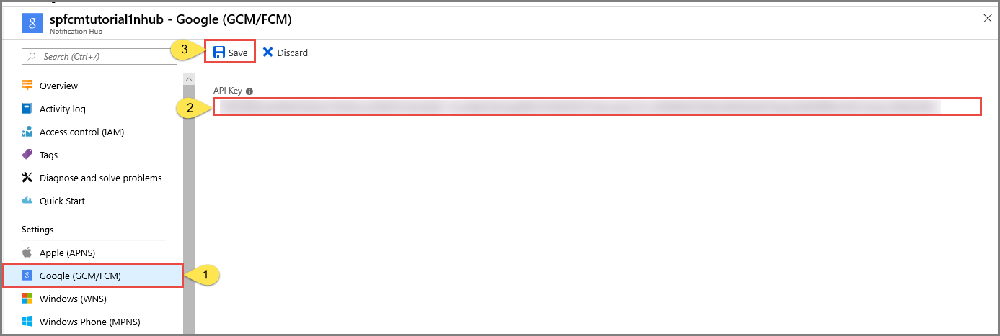 spfcmtutorial1nhub - Google (GCM/FCM)
Notification Hub
Search (Ctrl+/)
Overview
Activity log
Access control (IAM)
Tags
Diagnose and solve problems
Quick Start
Settings
Apple (APNS)
Google (GCM/FCM)
1
Windows (WNS)
Windows Phone (MPNS)
3
Save
Discard
API Key
2